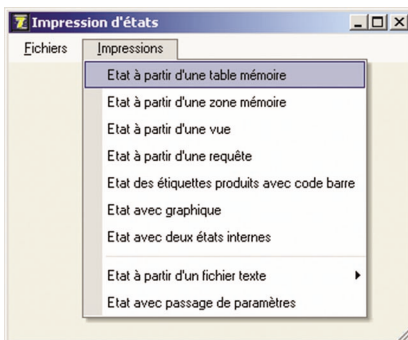 Impression d'états
Fichiers Impressions
Etat à partir d'une table mémoire
Etat à partir d'une zone mémoire
Etat à partir d'une vue
Etat à partir d'une requête
Etat des étiquettes produits avec code barre
Etat avec graphique
Etat avec deux états internes
Etat à partir d'un fichier texte
Etat avec passage de paramètres